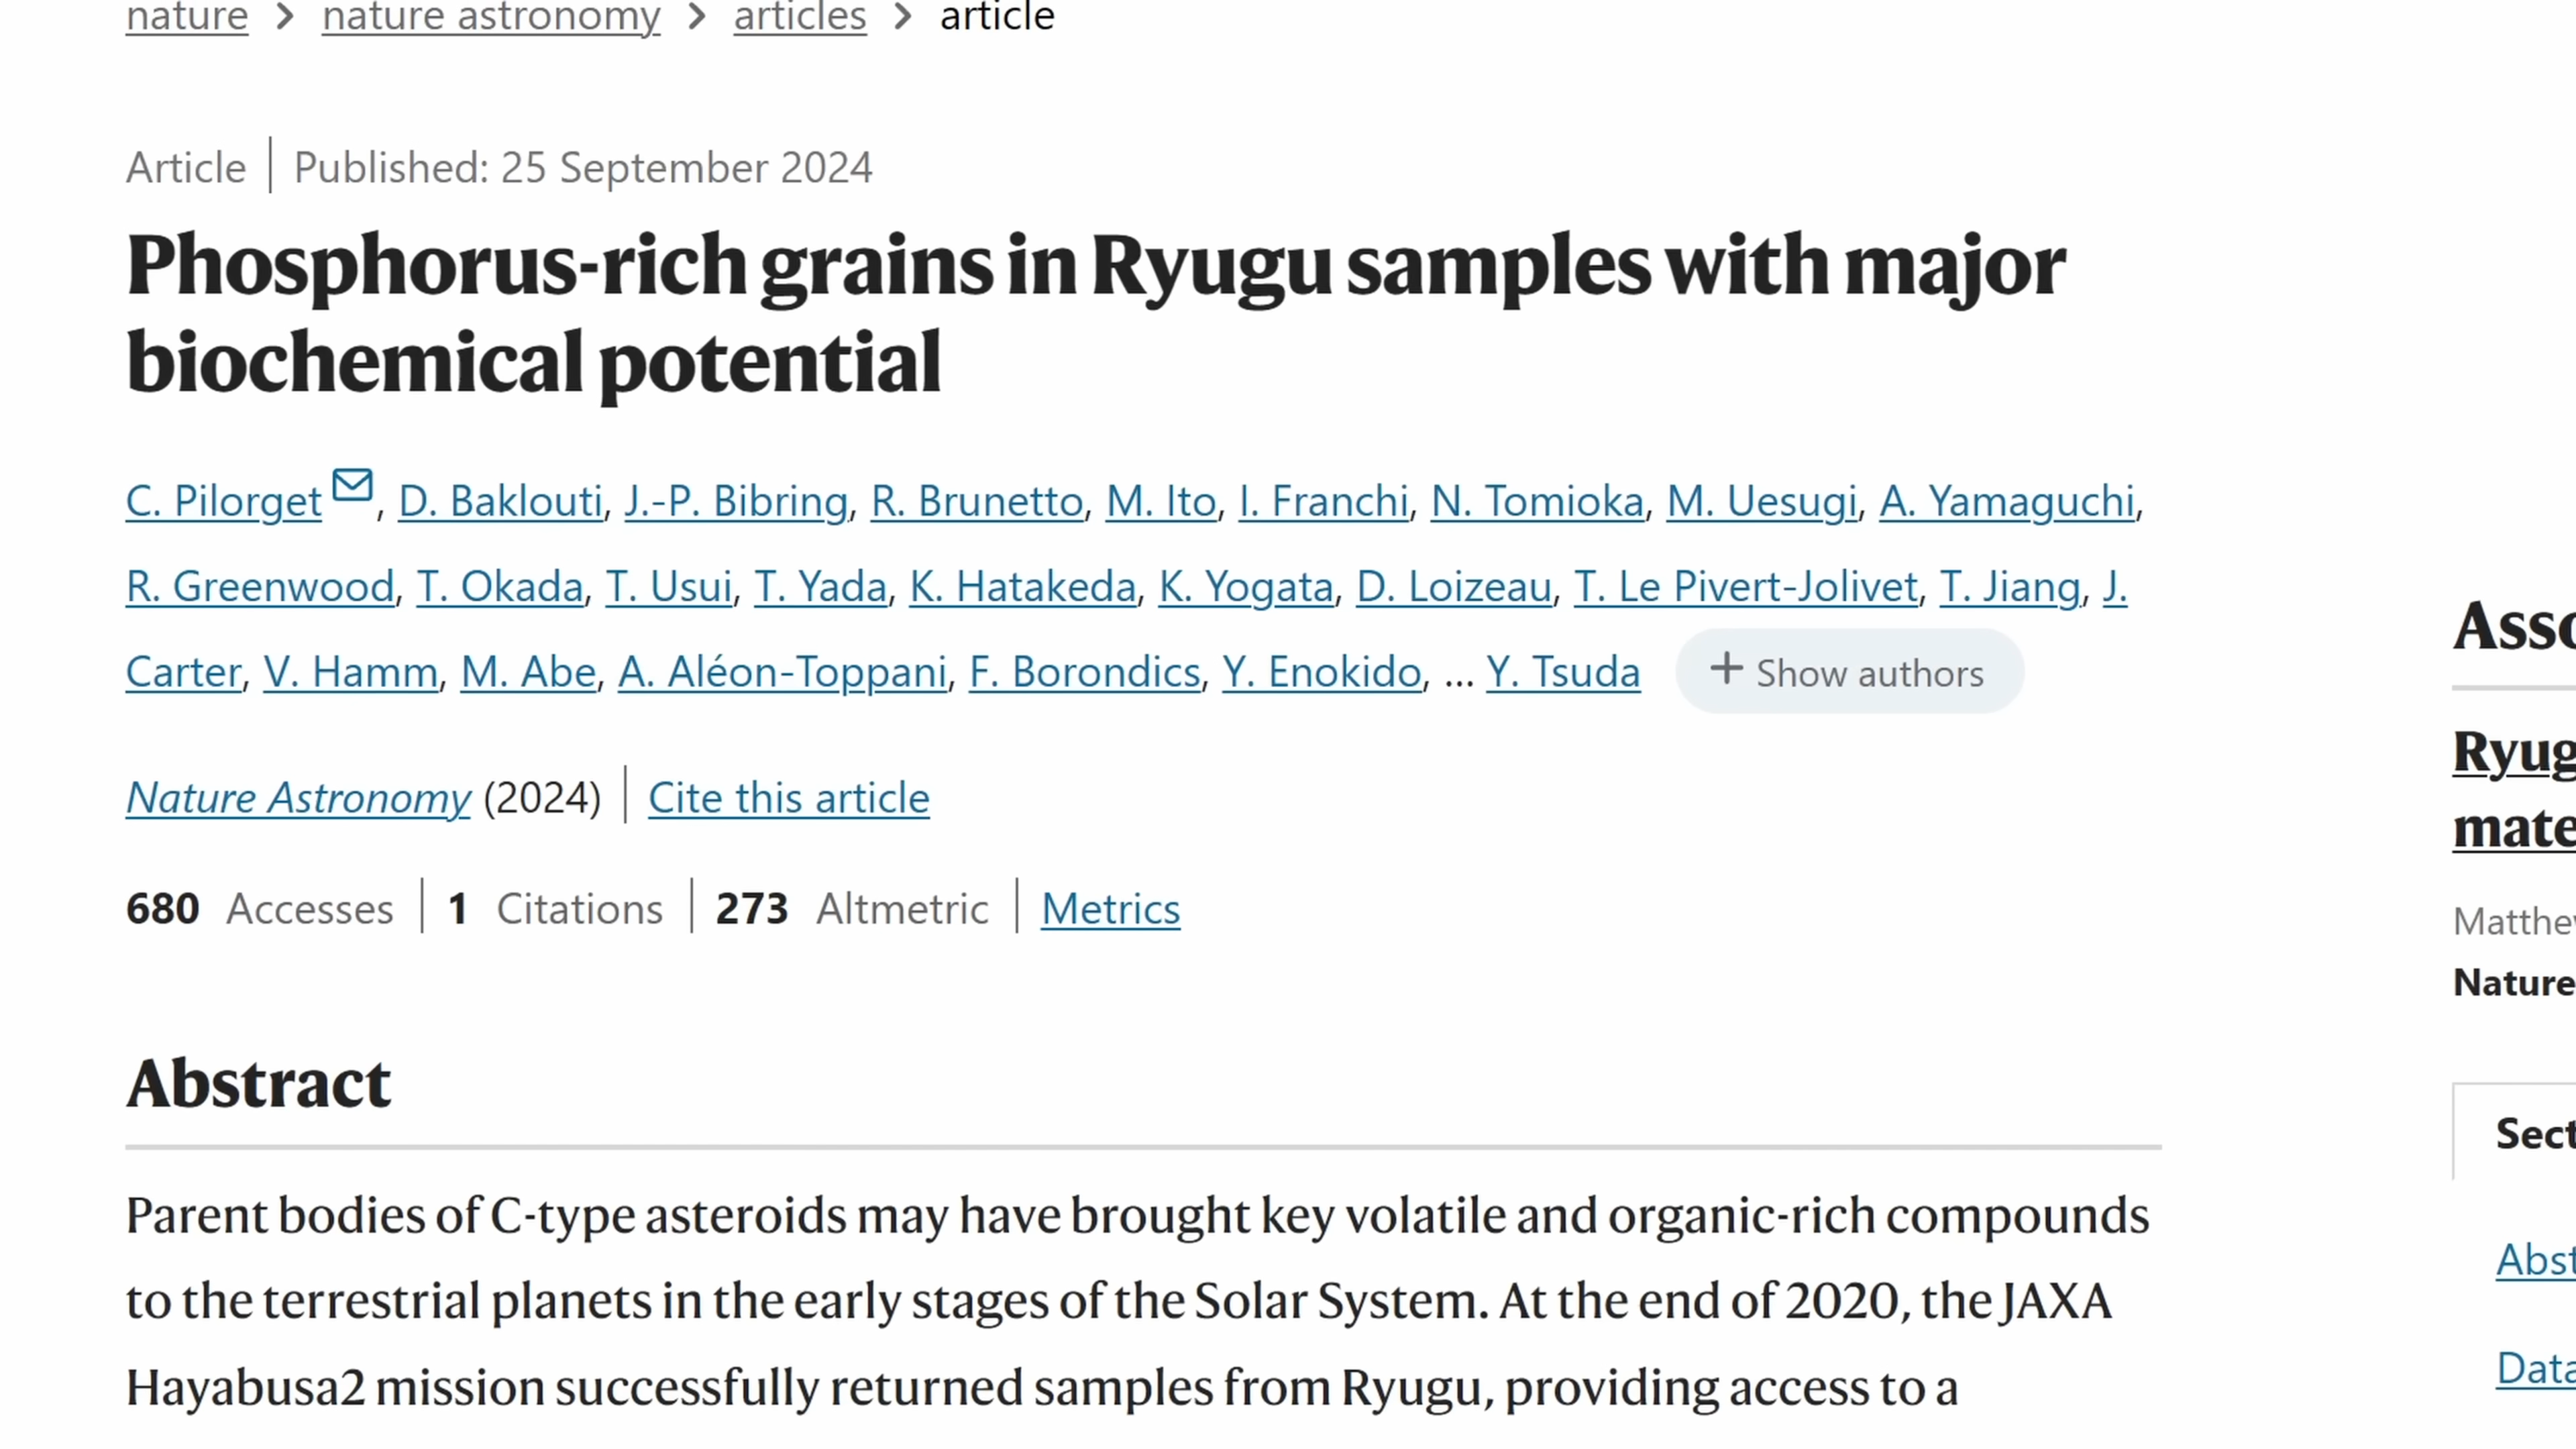 nature > nature astronomy > articles > article
Article | Published: 25 September 2024
Phosphorus-rich grains in Ryugu samples with major
biochemical potential
C. Pilorget, D. Baklouti, J.-P. Bibring, R. Brunetto, M. Ito, I. Franchi, N. Tomioka, M. Uesugi, A. Yamaguchi,
R. Greenwood, T. Okada, T. Usui, T. Yada, K. Hatakeda, K. Yogata, D. Loizeau, T. Le Pivert-Jolivet, T. Jiang, J.
Carter, V. Hamm, M. Abe, A. Aléon-Toppani, F. Borondics, Y. Enokido, ... Y. Tsuda + Show authors
Nature Astronomy (2024) | Cite this article
680 Accesses | 1 Citations | 273 Altmetric | Metrics
Abstract
Parent bodies of C-type asteroids may have brought key volatile and organic-rich compounds
to the terrestrial planets in the early stages of the Solar System. At the end of 2020, the JAXA
Hayabusa2 mission successfully returned samples from Ryugu, providing access to a
Asso
Ryug
mate
Matthe
Nature
Sect
Abst
Data